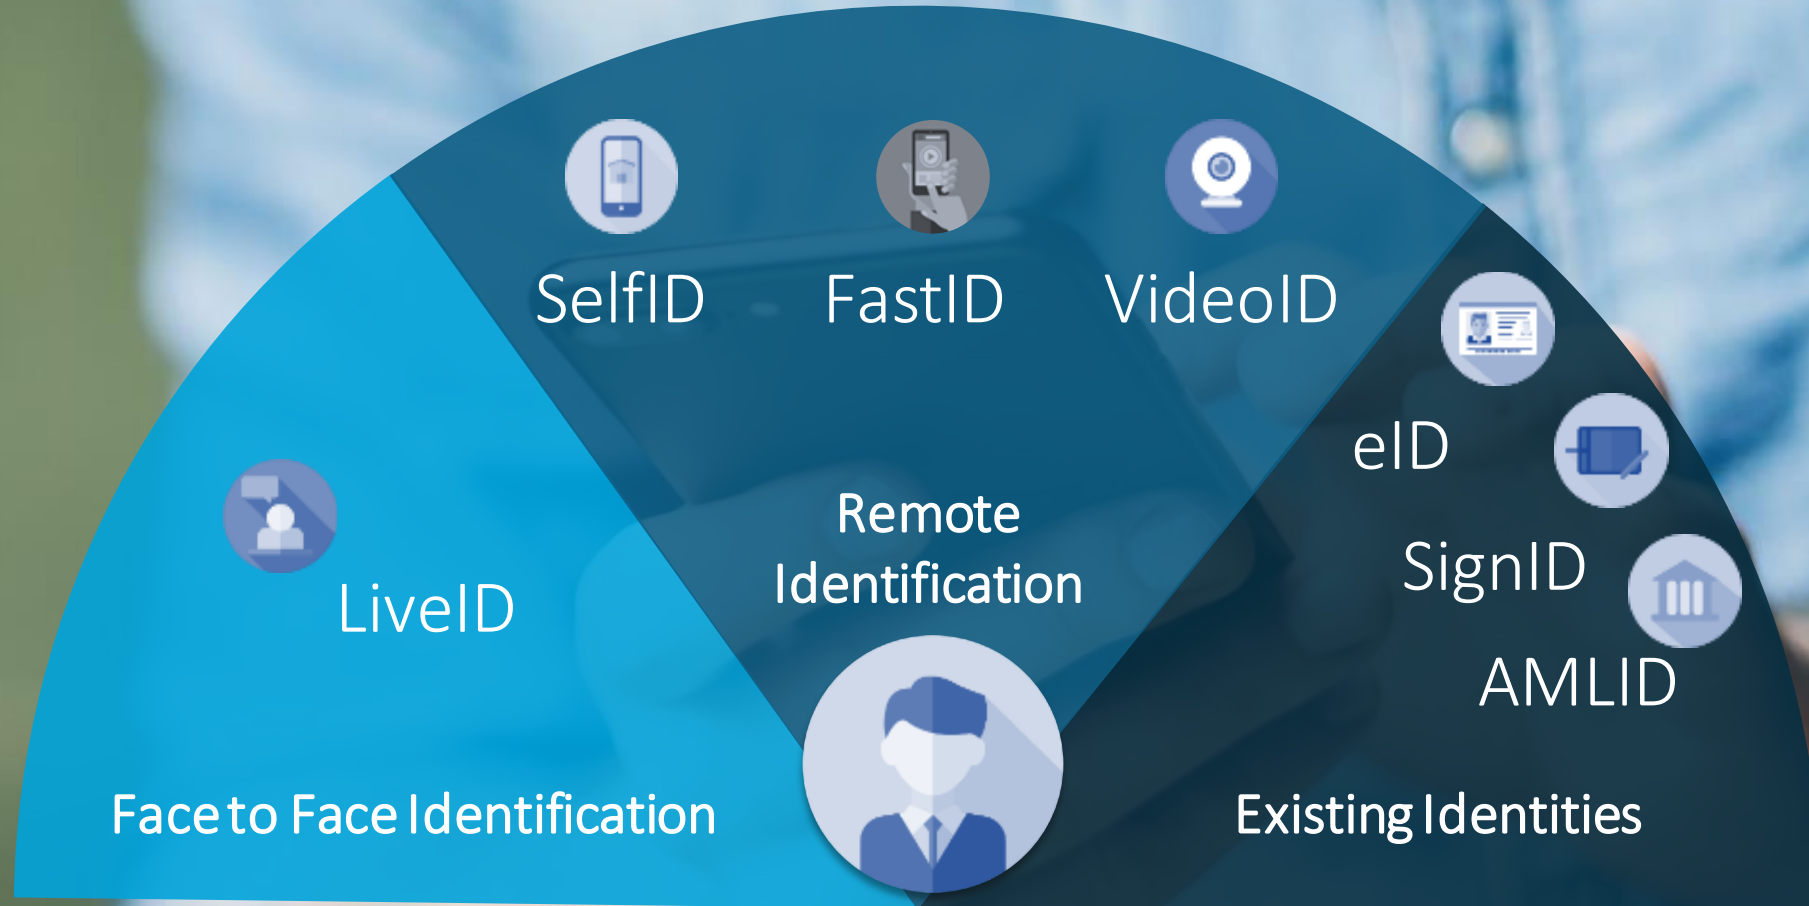 SelfID
FastID
VideoID
eID
SignID
AMLID
LiveID
Remote
Identification
Face to Face Identification
Existing Identities